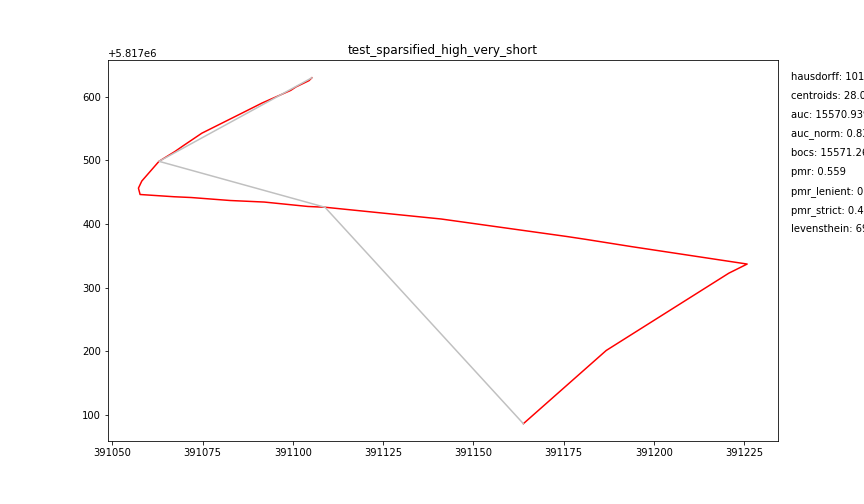 test_sparsified_high_very_short
+5.817e6
600
500
400
300
200
100
391050
391075
391100
391125
391150
391175
391200
391225
hausdorff: 101
centroids: 28.0
auc: 15570.939
auc_norm: 0.8
bocs: 15571.26
pmr: 0.559
pmr_lenient: 0
pmr_strict: 0.4
levensthein: 69